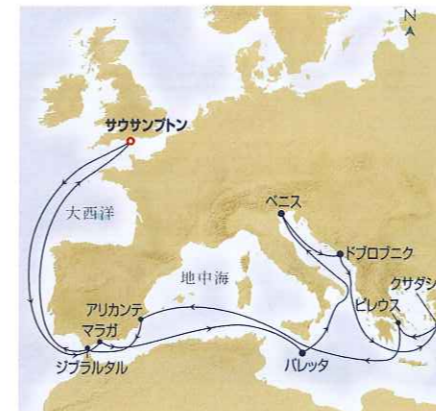 N
サウサンプトン
大西洋
ベニス
ドブロブニク
地中海
クサダシ
ピレウス
アリカンテ
マラガ
ジブラルタル
バレッタ